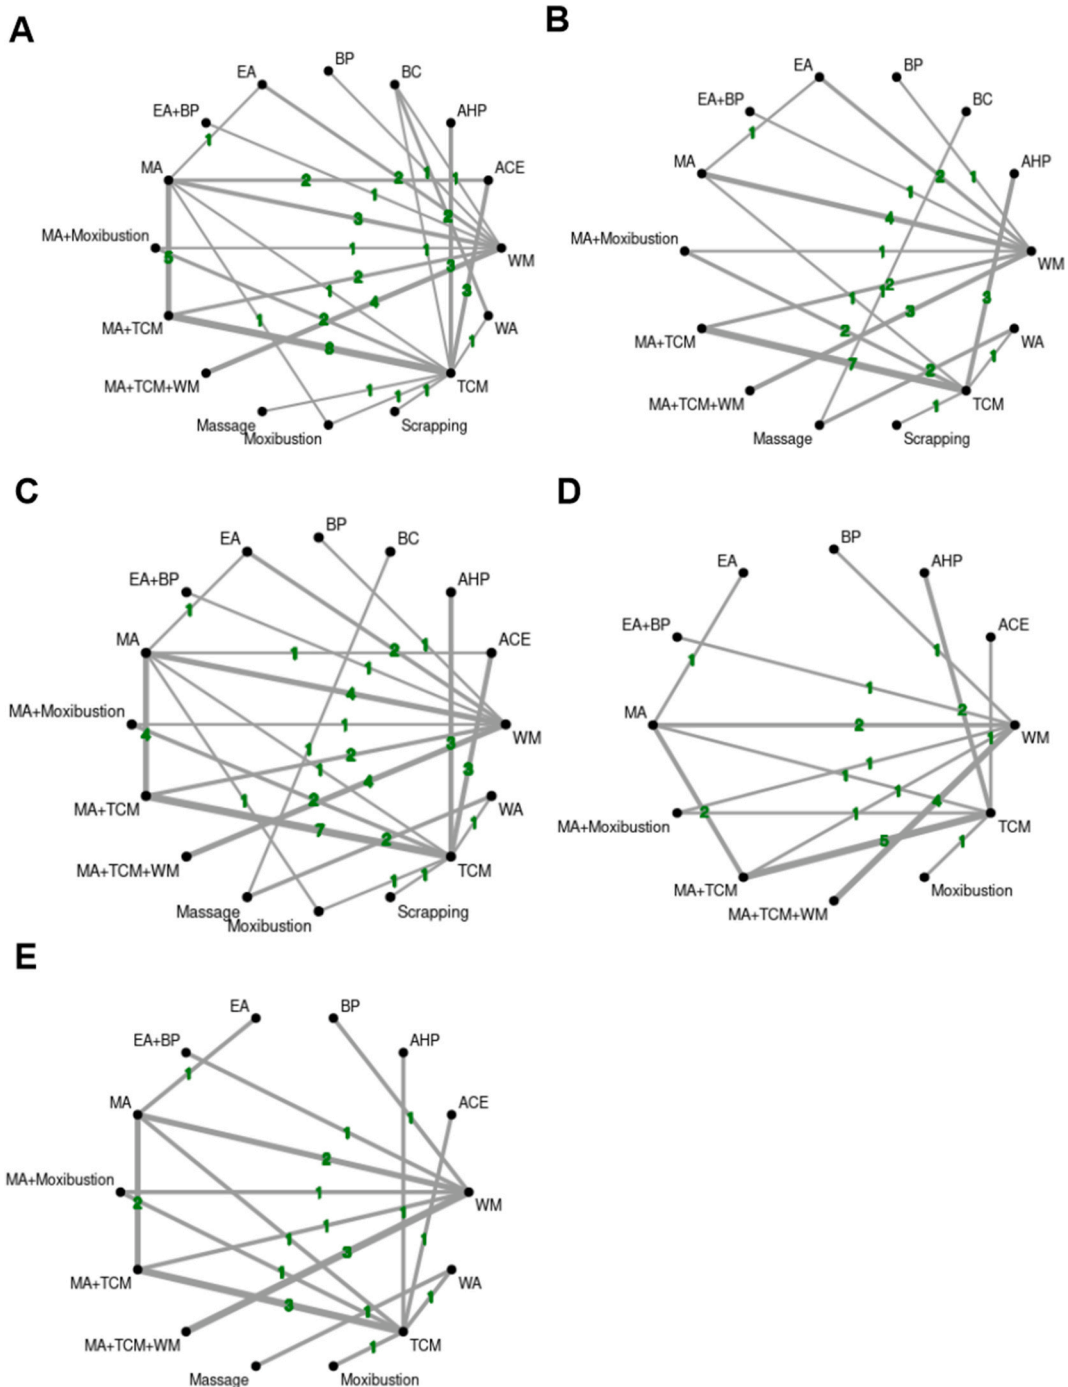 A
BP
EA
BC
EA+BP
AHP
1
MA
2
2
1
1
ACE
1
3
2
MA+Moxibustion
1
1
WM
5
2
3
1
4
3
MA+TCM
1
2
WA
8
1
MA+TCM+WM
1
1
1
TCM
Massage
Moxibustion
Scrapping
B
EA
BP
EA+BP
BC
1
MA
2
1
AHP
1
4
MA+Moxibustion
1
WM
2
1
1
3
3
MA+TCM
2
WA
7
2
1
MA+TCM+WM
1
TCM
Massage
Scrapping
C
BP
EA
BC
EA+BP
AHP
1
MA
1
2
1
ACE
1
4
MA+Moxibustion
1
WM
4
1
2
3
1
4
3
MA+TCM
1
2
WA
7
2
1
MA+TCM+WM
1
1
TCM
Massage
Moxibustion
Scrapping
D
BP
EA
AHP
EA+BP
ACE
1
1
1
MA
2
2
WM
1
1
1
1
4
MA+Moxibustion
2
1
TCM
5
1
MA+TCM
Moxibustion
MA+TCM+WM
E
EA
BP
EA+BP
AHP
1
MA
ACE
1
1
2
MA+Moxibustion
1
WM
2
1
1
1
1
3
MA+TCM
1
WA
3
1
1
MA+TCM+WM
1
TCM
Massage
Moxibustion